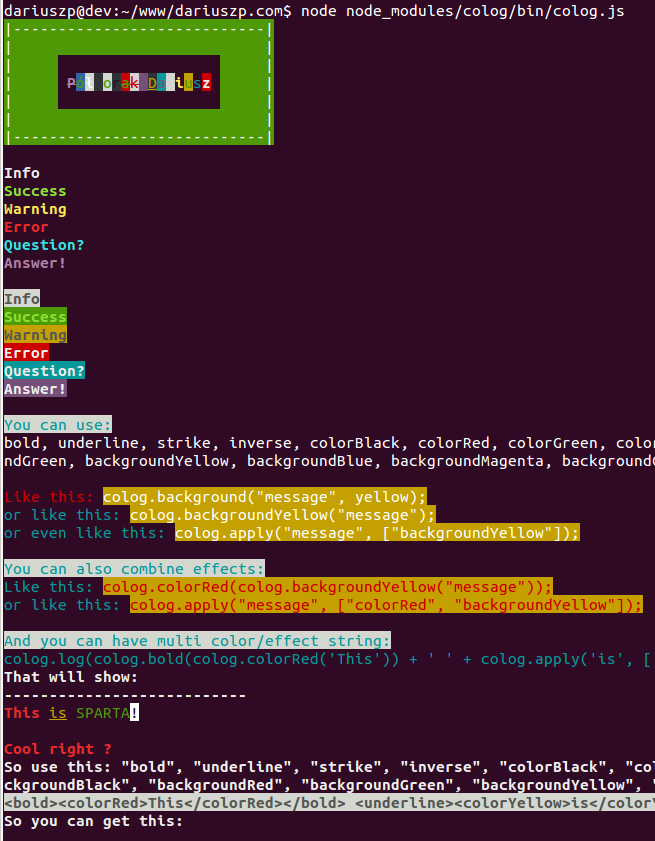 dariuszp@dev:~/www/dariuszp.com$ node node_modules/colog/bin/colog.js
|----------------------------|
|                            |
|                            |
|      Półtorak Dariusz      |
|                            |
|                            |
|----------------------------|
Info
Success
Warning
Error
Question?
Answer!
Info
Success
Warning
Error
Question?
Answer!
You can use:
bold, underline, strike, inverse, colorBlack, colorRed, colorGreen, color
ndGreen, backgroundYellow, backgroundBlue, backgroundMagenta, background
Like this: colog.background("message", yellow);
or like this: colog.backgroundYellow("message");
or even like this: colog.apply("message", ["backgroundYellow"]);
You can also combine effects:
Like this: colog.colorRed(colog.backgroundYellow("message"));
or like this: colog.apply("message", ["colorRed", "backgroundYellow"]);
And you can have multi color/effect string:
colog.log(colog.bold(colog.colorRed('This')) + ' ' + colog.apply('is', [
That will show:
---------------------------
This is SPARTA!
Cool right ?
So use this: "bold", "underline", "strike", "inverse", "colorBlack", "co
ckgroundBlack", "backgroundRed", "backgroundGreen", "backgroundYellow", "
<bold><colorRed>This</colorRed></bold> <underline><colorYellow>is</color
So you can get this: